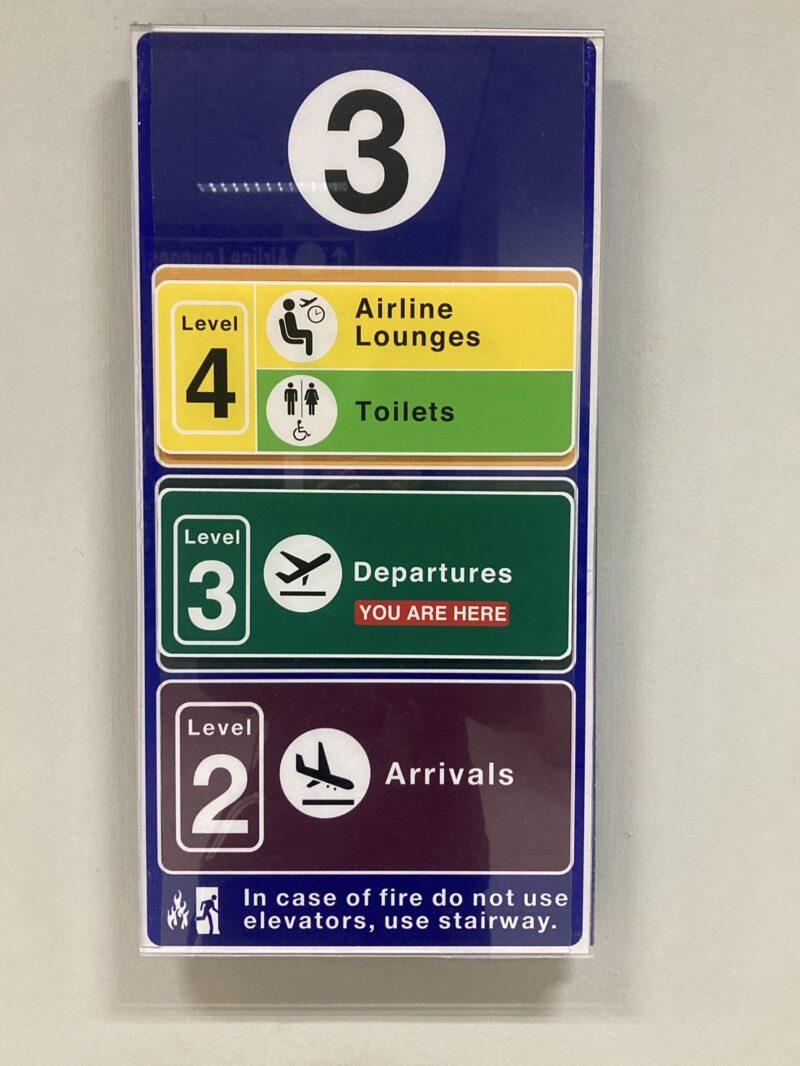 3
Level
4
Airline
Lounges
Toilets
Level
3
Departures
YOU ARE HERE
Level
2
Arrivals
In case of fire do not use
elevators, use stairway.